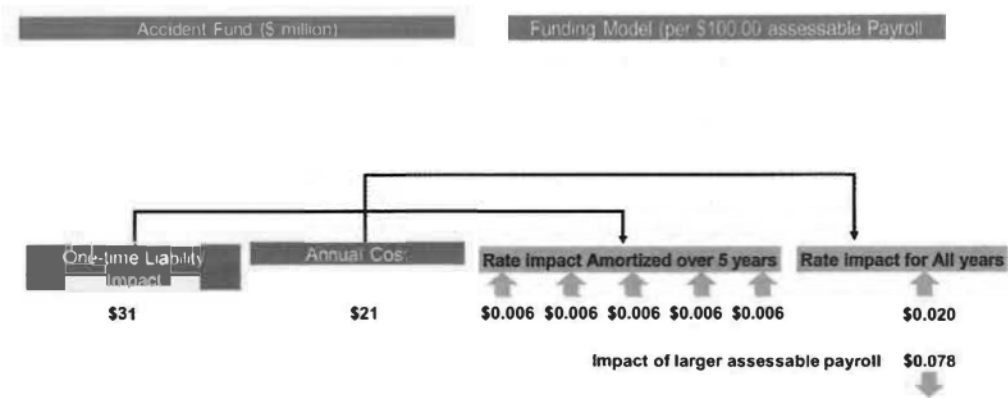 Accident Fund ($ million)
Funding Model (per $100.00 assessable Payroll
One-time Liability
Impact
Annual Cost
Rate impact Amortized over 5 years
Rate impact for All years
$31
$21
$0.006 $0.006 $0.006 $0.006 $0.006
$0.020
Impact of larger assessable payroll $0.078